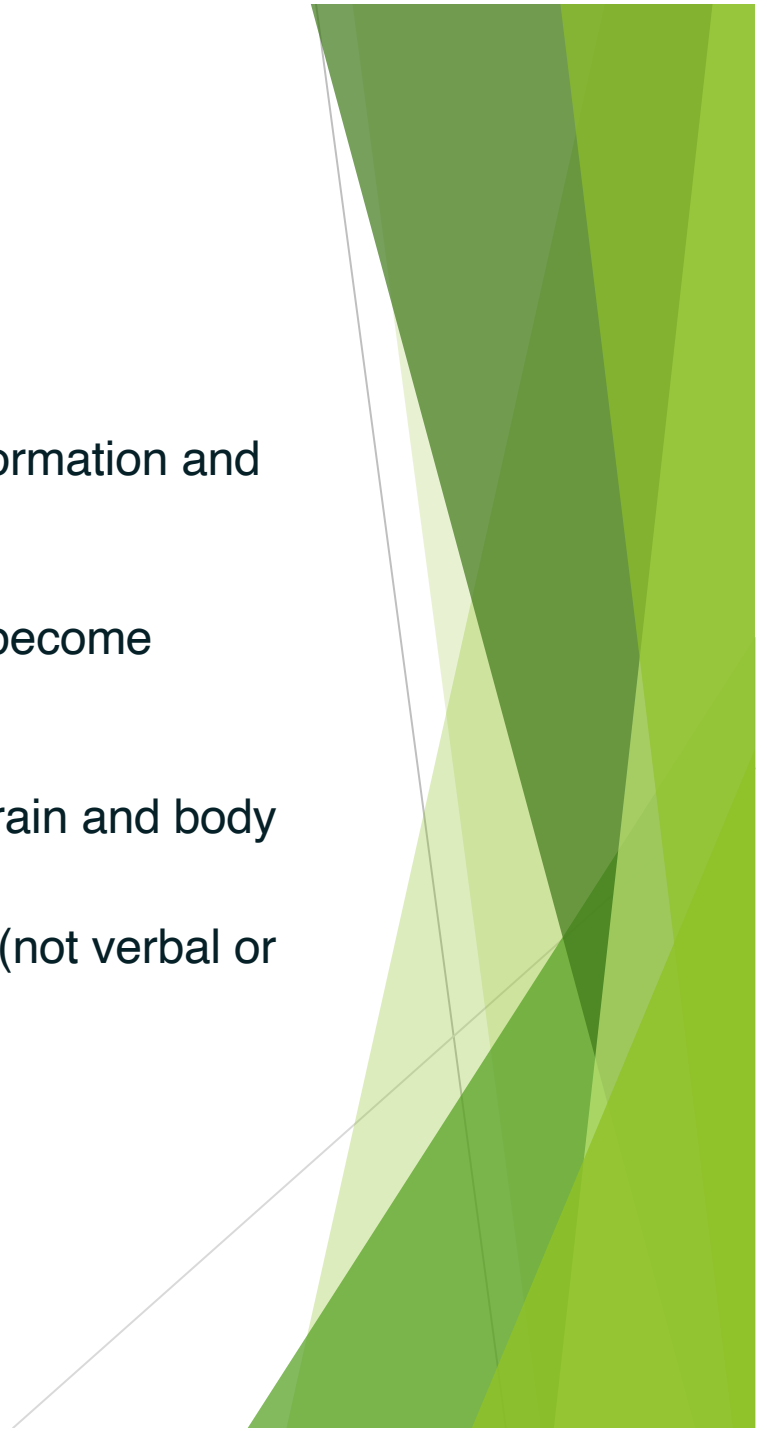 ormation and
become
rain and body
(not verbal or